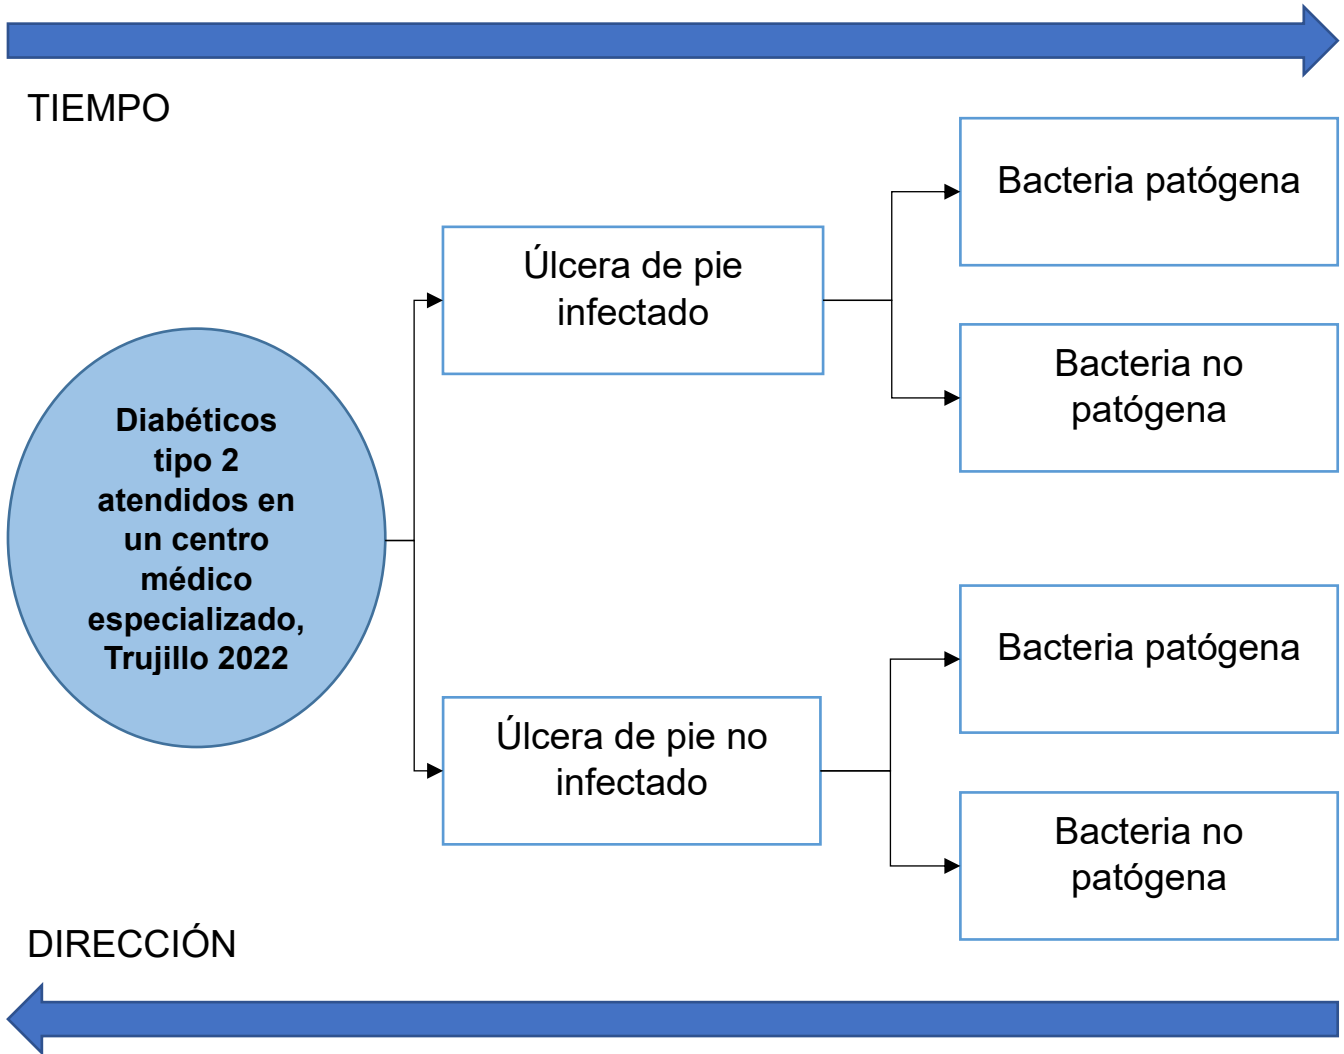 TIEMPO
Bacteria patógena
Úlcera de pie
infectado
Bacteria no
patógena
Diabéticos
tipo 2
atendidos en
un centro
médico
especializado,
Trujillo 2022
Bacteria patógena
Úlcera de pie no
infectado
Bacteria no
patógena
DIRECCIÓN